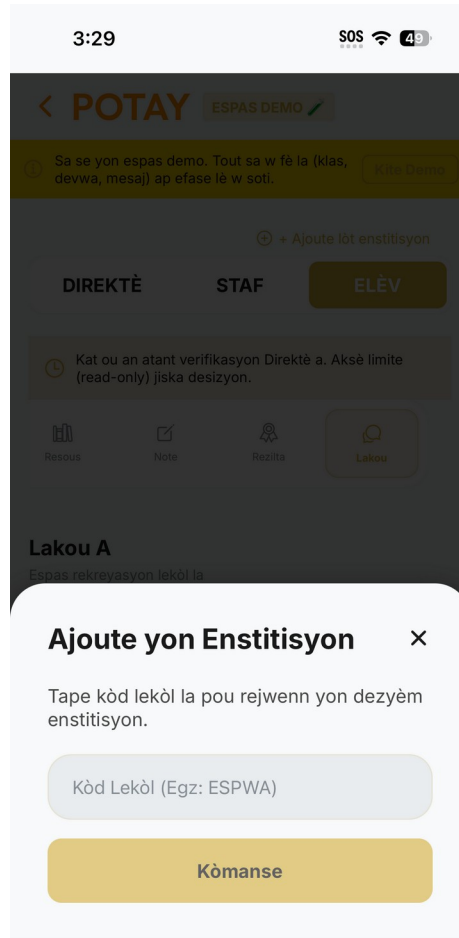 3:29
SOS
49
POTAY
ESPAS DEMO
Sa se yon espas demo. Tout sa w fè la (klas,
devwa, mesaj) ap efase lè w soti.
Kite Demo
+ Ajoute lòt enstitisyon
DIREKTÈ
STAF
ELÈV
Kat ou an atant verifikasyon Direktè a. Aksè limite
(read-only) jiska desizyon.
Resous
Note
Rezilta
Lakou
Lakou A
Espas rekreyasyon lekòl la
Ajoute yon Enstitisyon
Tape kòd lekòl la pou rejwenn yon dezyèm
enstitisyon.
Kòd Lekòl (Egz: ESPWA)
Kòmanse